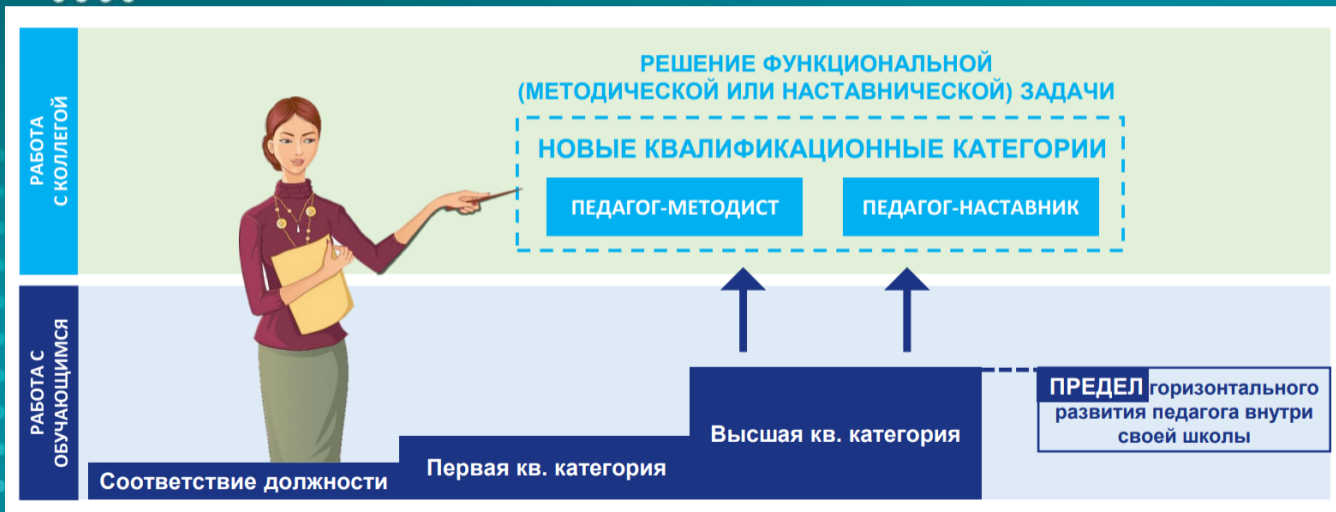 РАБОТА
С КОЛЛЕГОЙ
РЕШЕНИЕ ФУНКЦИОНАЛЬНОЙ
(МЕТОДИЧЕСКОЙ ИЛИ НАСТАВНИЧЕСКОЙ) ЗАДАЧИ
НОВЫЕ КВАЛИФИКАЦИОННЫЕ КАТЕГОРИИ
ПЕДАГОГ-МЕТОДИСТ
ПЕДАГОГ-НАСТАВНИК
РАБОТА С
ОБУЧАЮЩИМСЯ
Соответствие должности
Первая кв. категория
Высшая кв. категория
ПРЕДЕЛ горизонтального
развития педагога внутри
своей школы